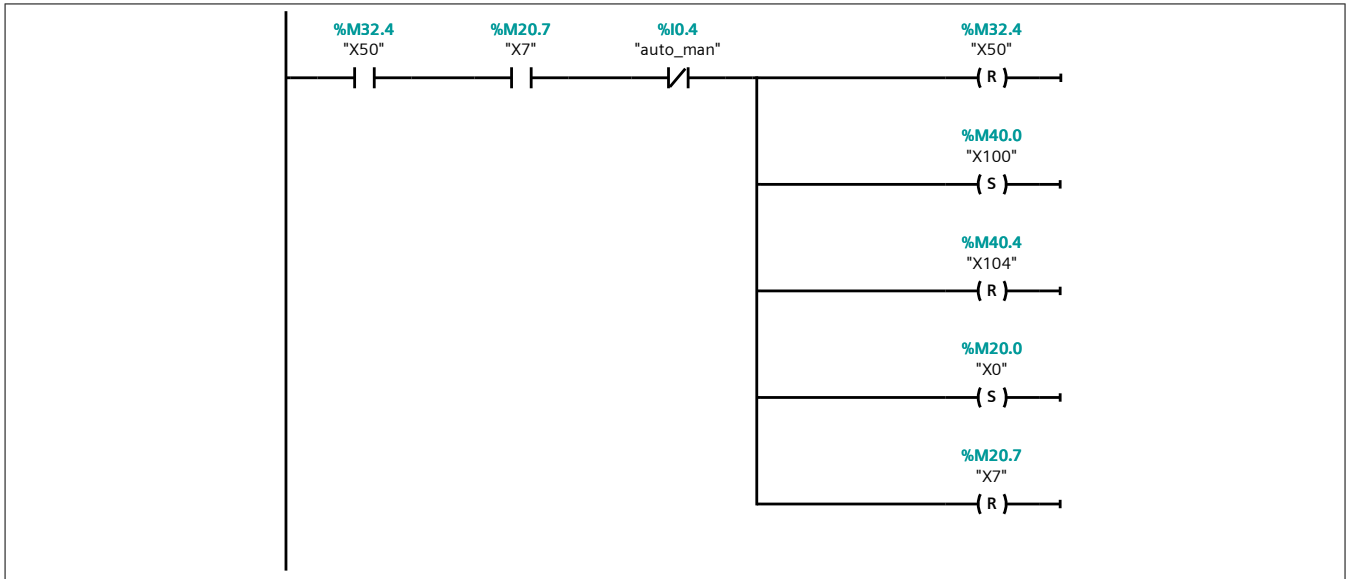 %M32.4 %M20.7 %I0.4 %M32.4
"X50" "X7" "auto_man" "X50"
R
%M40.0
"X100"
S
%M40.4
"X104"
R
%M20.0
"X0"
S
%M20.7
"X7"
R